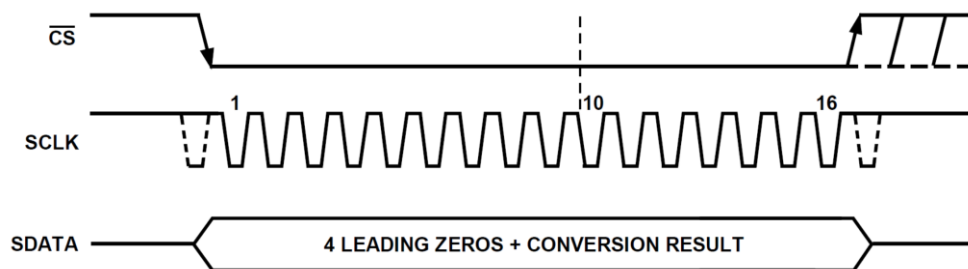 CS
1
10
16
SCLK
SDATA
4 LEADING ZEROS + CONVERSION RESULT